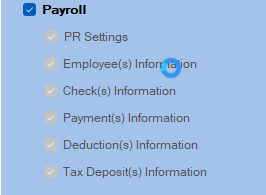 Payroll
PR Settings
Employee(s) Information
Check(s) Information
Payment(s) Information
Deduction(s) Information
Tax Deposit(s) Information